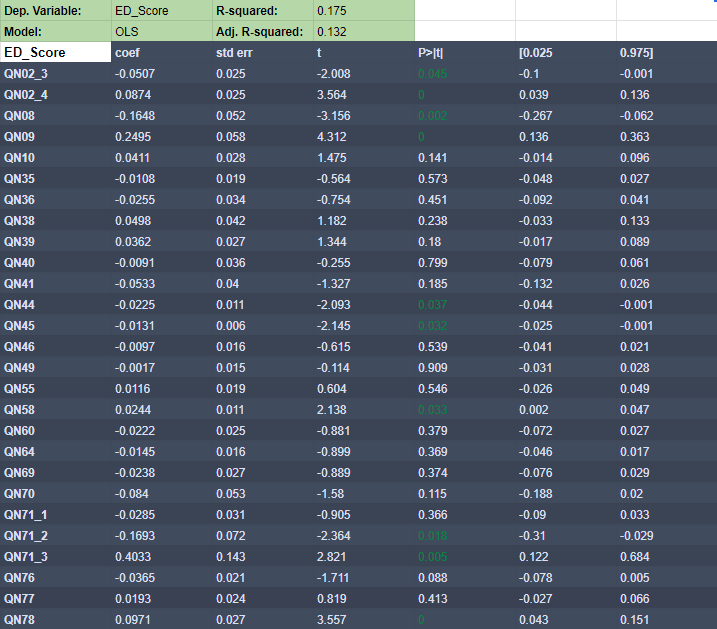 Dep. Variable: ED_Score R-squared: 0.175
Model: OLS Adj. R-squared: 0.132
ED_Score coef std err t P>|t| [0.025 0.975]
QN02_3 -0.0507 0.025 -2.008 0.045 -0.1 -0.001
QN02_4 0.0874 0.025 3.564 0 0.039 0.136
QN08 -0.1648 0.052 -3.156 0.002 -0.267 -0.062
QN09 0.2495 0.058 4.312 0 0.136 0.363
QN10 0.0411 0.028 1.475 0.141 -0.014 0.096
QN35 -0.0108 0.019 -0.564 0.573 -0.048 0.027
QN36 -0.0255 0.034 -0.754 0.451 -0.092 0.041
QN38 0.0498 0.042 1.182 0.238 -0.033 0.133
QN39 0.0362 0.027 1.344 0.18 -0.017 0.089
QN40 -0.0091 0.036 -0.255 0.799 -0.079 0.061
QN41 -0.0533 0.04 -1.327 0.185 -0.132 0.026
QN44 -0.0225 0.011 -2.093 0.037 -0.044 -0.001
QN45 -0.0131 0.006 -2.145 0.032 -0.025 -0.001
QN46 -0.0097 0.016 -0.615 0.539 -0.041 0.021
QN49 -0.0017 0.015 -0.114 0.909 -0.031 0.028
QN55 0.0116 0.019 0.604 0.546 -0.026 0.049
QN58 0.0244 0.011 2.138 0.033 0.002 0.047
QN60 -0.0222 0.025 -0.881 0.379 -0.072 0.027
QN64 -0.0145 0.016 -0.899 0.369 -0.046 0.017
QN69 -0.0238 0.027 -0.889 0.374 -0.076 0.029
QN70 -0.084 0.053 -1.58 0.115 -0.188 0.02
QN71_1 -0.0285 0.031 -0.905 0.366 -0.09 0.033
QN71_2 -0.1693 0.072 -2.364 0.018 -0.31 -0.029
QN71_3 0.4033 0.143 2.821 0.005 0.122 0.684
QN76 -0.0365 0.021 -1.711 0.088 -0.078 0.005
QN77 0.0193 0.024 0.819 0.413 -0.027 0.066
QN78 0.0971 0.027 3.557 0 0.043 0.151